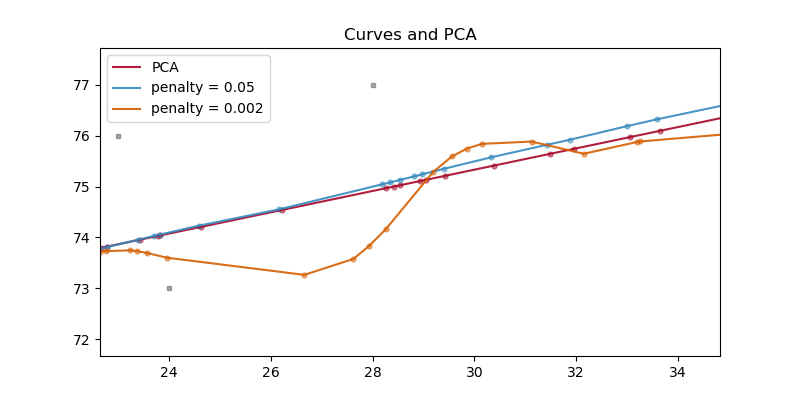 Curves and PCA
PCA
penalty = 0.05
penalty = 0.002
77
76
75
74
73
72
24 26 28 30 32 34